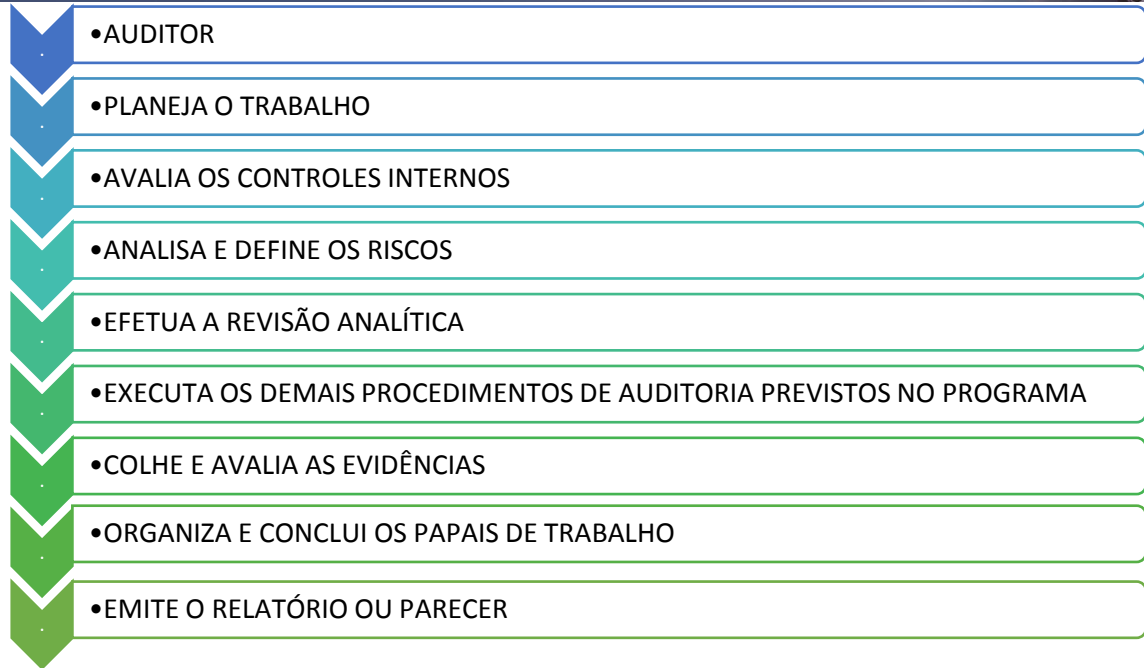 •AUDITOR
•PLANEJA O TRABALHO
•AVALIA OS CONTROLES INTERNOS
•ANALISA E DEFINE OS RISCOS
•EFETUA A REVISÃO ANALÍTICA
•EXECUTA OS DEMAIS PROCEDIMENTOS DE AUDITORIA PREVISTOS NO PROGRAMA
•COLHE E AVALIA AS EVIDÊNCIAS
•ORGANIZA E CONCLUI OS PAPAIS DE TRABALHO
•EMITE O RELATÓRIO OU PARECER